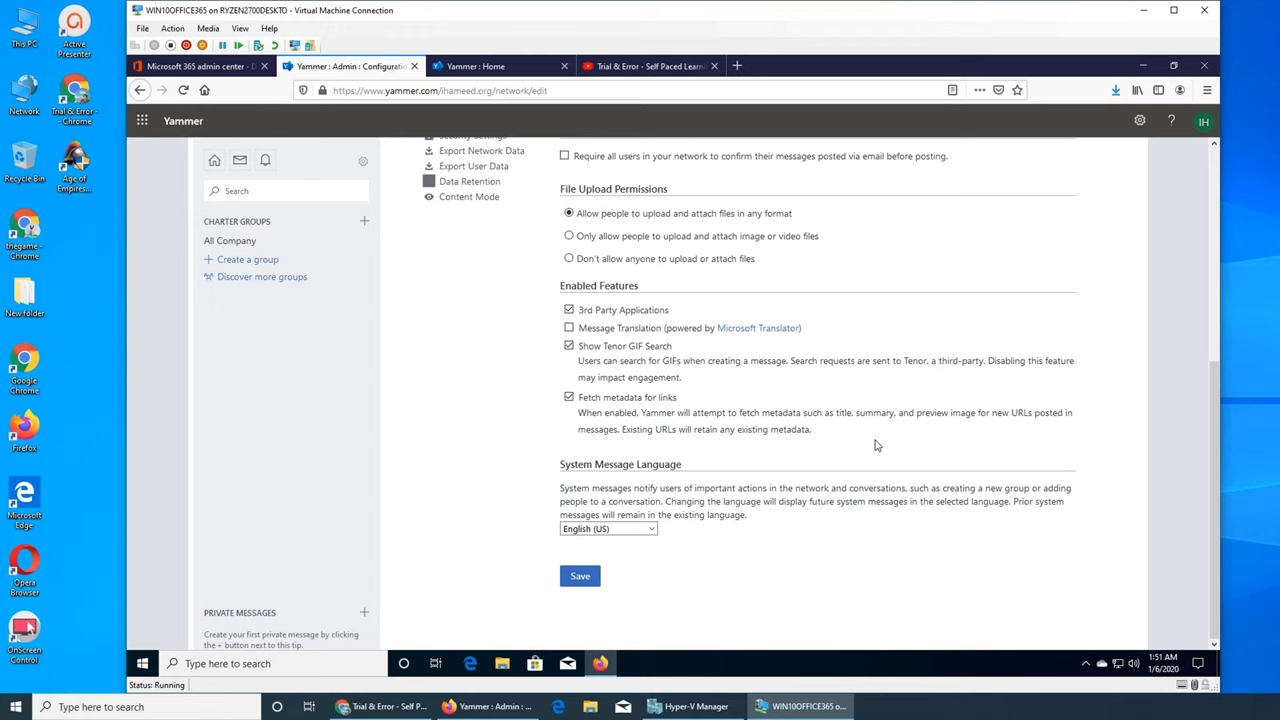 This PC
Active
Presenter
Network
Trial & Error -
- Chrome
Recycle Bin
Age of
Empires...
thegame -
Chrome
New folder
Google
Chrome
Firefox
Microsoft
Edge
Opera
Browser
OnScreen
Control
WIN10OFFICE365 on RYZEN2700DESKTO - Virtual Machine Connection
File Action Media View Help
Microsoft 365 admin center - D
Yammer : Admin : Configuratio
Yammer : Home
Trial & Error - Self Paced Learn
https://www.yammer.com/ihameed.org/network/edit
Yammer
IH
Search
CHARTER GROUPS
All Company
Create a group
Discover more groups
PRIVATE MESSAGES
Create your first private message by clicking
the + button next to this tip.
Security Settings
Export Network Data
Export User Data
Data Retention
Content Mode
Require all users in your network to confirm their messages posted via email before posting.
File Upload Permissions
Allow people to upload and attach files in any format
Only allow people to upload and attach image or video files
Don't allow anyone to upload or attach files
Enabled Features
3rd Party Applications
Message Translation (powered by Microsoft Translator)
Show Tenor GIF Search
Users can search for GIFs when creating a message. Search requests are sent to Tenor, a third-party. Disabling this feature
may impact engagement.
Fetch metadata for links
When enabled, Yammer will attempt to fetch metadata such as title, summary, and preview image for new URLs posted in
messages. Existing URLs will retain any existing metadata.
System Message Language
System messages notify users of important actions in the network and conversations, such as creating a new group or adding
people to a conversation. Changing the language will display future system messages in the selected language. Prior system
messages will remain in the existing language.
English (US)
Save
Type here to search
1:51 AM
1/6/2020
Status: Running
Type here to search
Trial & Error - Self P...
Yammer : Admin : ...
Hyper-V Manager
WIN10OFFICE365 o...